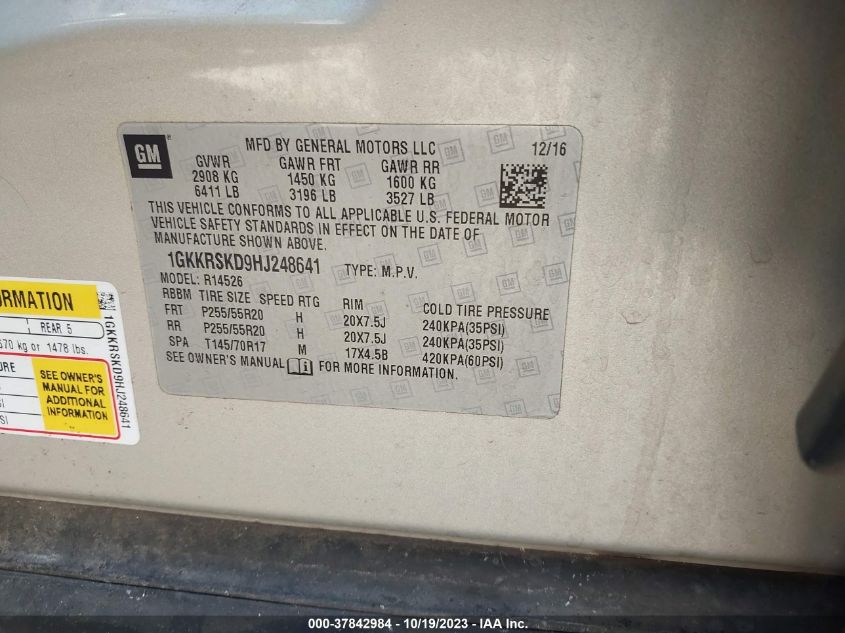 GM
MFD BY GENERAL MOTORS LLC
12/16
GVWR GAWR FRT GAWR RR
2908 KG 1450 KG 1600 KG
6411 LB 3196 LB 3527 LB
THIS VEHICLE CONFORMS TO ALL APPLICABLE U.S. FEDERAL MOTOR
VEHICLE SAFETY STANDARDS IN EFFECT ON THE DATE OF
MANUFACTURE SHOWN ABOVE.
1GKKRSKD9HJ248641 TYPE: M.P.V.
MODEL: R14526
RBBM TIRE SIZE SPEED RTG RIM COLD TIRE PRESSURE
FRT P255/55R20 H 20X7.5J 240KPA(35PSI)
RR P255/55R20 H 20X7.5J 240KPA(35PSI)
SPA T145/70R17 M 17X4.5B 420KPA(60PSI)
SEE OWNER'S MANUAL FOR MORE INFORMATION.
REAR 5
670 kg or 1478 lbs.
SEE OWNER'S
MANUAL FOR
ADDITIONAL
INFORMATION
1GKKRSKD9HJ248641
000-37842984 - 10/19/2023 - © IAA Inc.